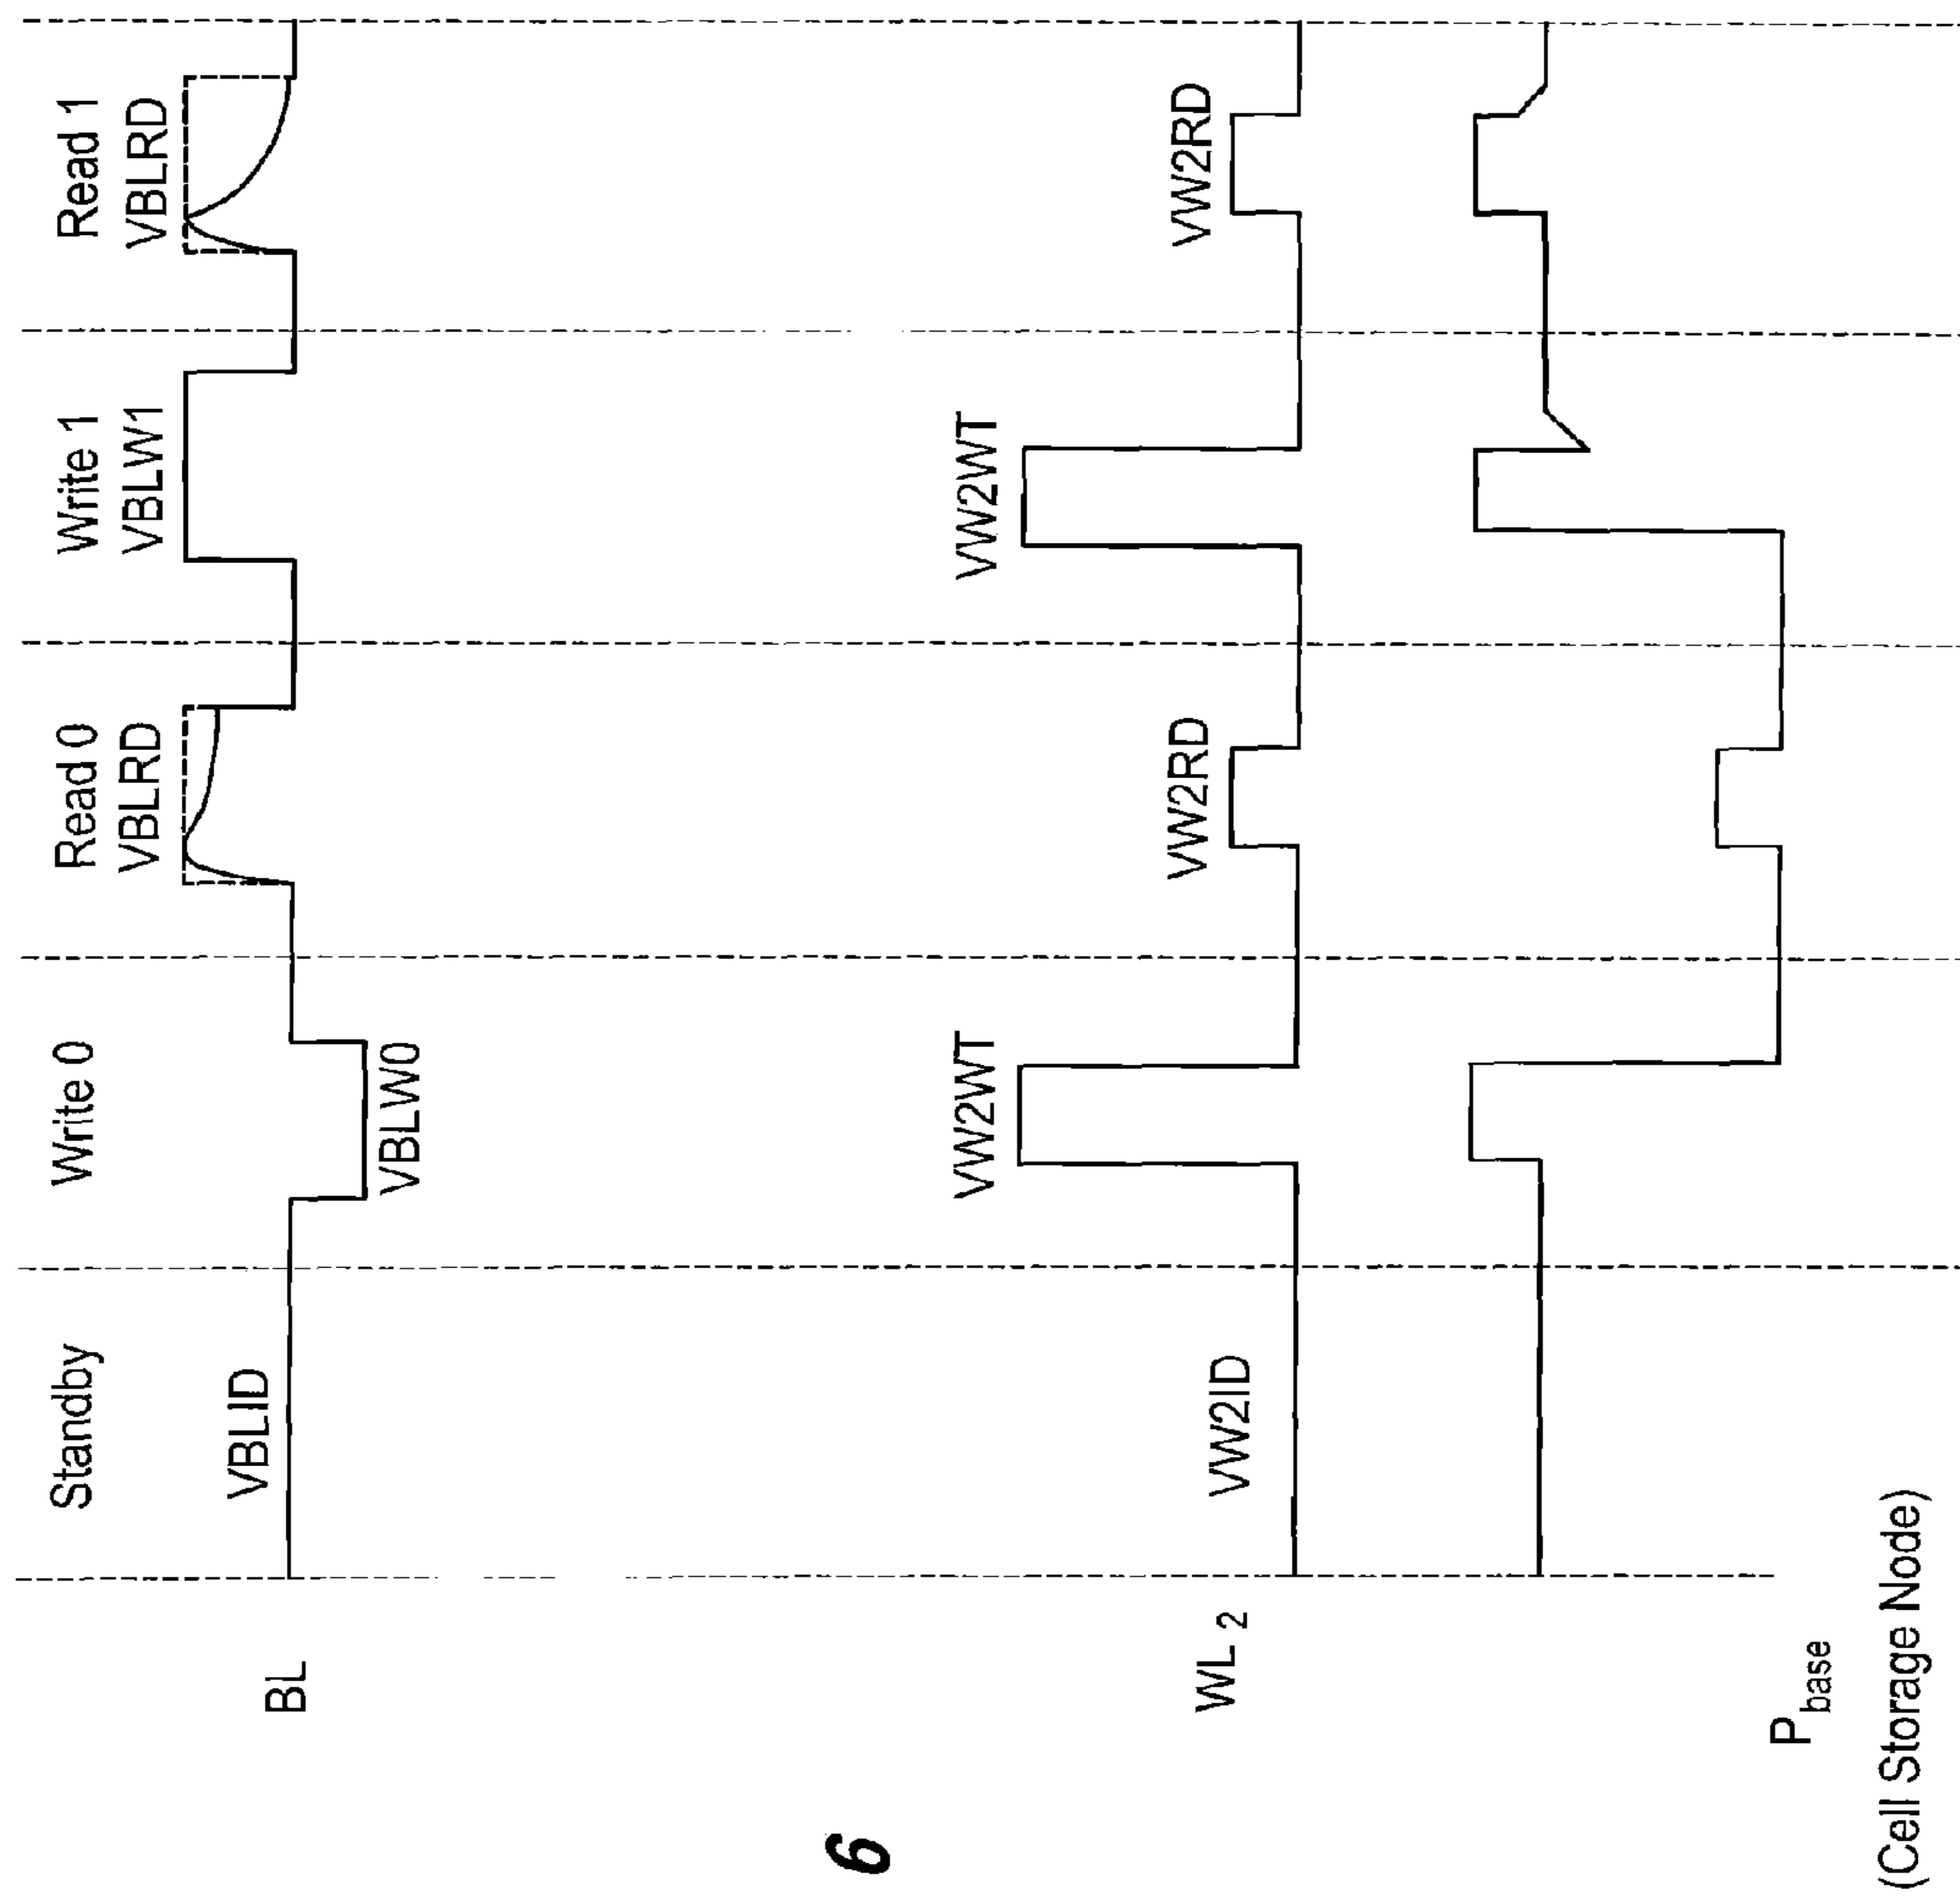 Standby Write 0 Read 0 Write 1 Read 1
VBLRD VBLW1 VBLRD
VBLID
BL
VBLW0
VW2WT VW2WT
VW2RD VW2RD
WL 2 VW2ID
P base
(Cell Storage Node)